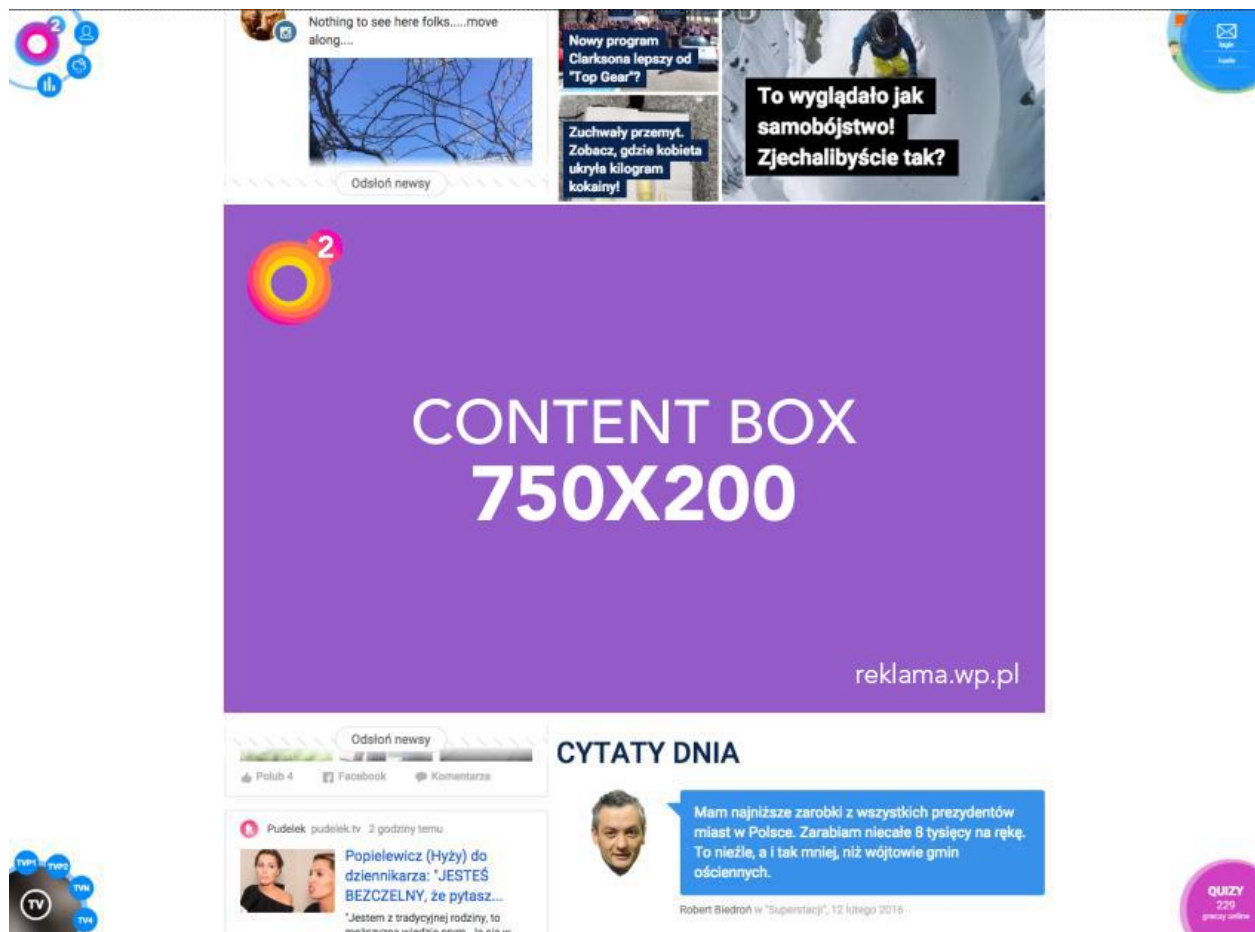 2
Nothing to see here folks.....move
along....
Odsłoń newsy
Nowy program
Clarksona lepszy od
"Top Gear"?
Zuchwały przemyt.
Zobacz, gdzie kobieta
ukryła kilogram
kokainy!
To wyglądało jak
samobójstwo!
Zjechalibyście tak?
login
hasło
2
CONTENT BOX
750X200
reklama.wp.pl
Odsłoń newsy
Polub 4 Facebook Komentarze
Pudelek pudelek.tv 2 godziny temu
Popielewicz (Hyży) do
dziennikarza: "JESTEŚ
BEZCZELNY, że pytasz...
"Jestem z tradycyjnej rodziny, to
CYTATY DNIA
Mam najniższe zarobki z wszystkich prezydentów
miast w Polsce. Zarabiam niecałe 8 tysięcy na rękę.
To nieźle, a i tak mniej, niż wójtowie gmin
ościennych.
Robert Biedroń w "Superstacji", 12 lutego 2016
TVP1
TVP2
TVN
TV4
TV
QUIZY
229
graczy online